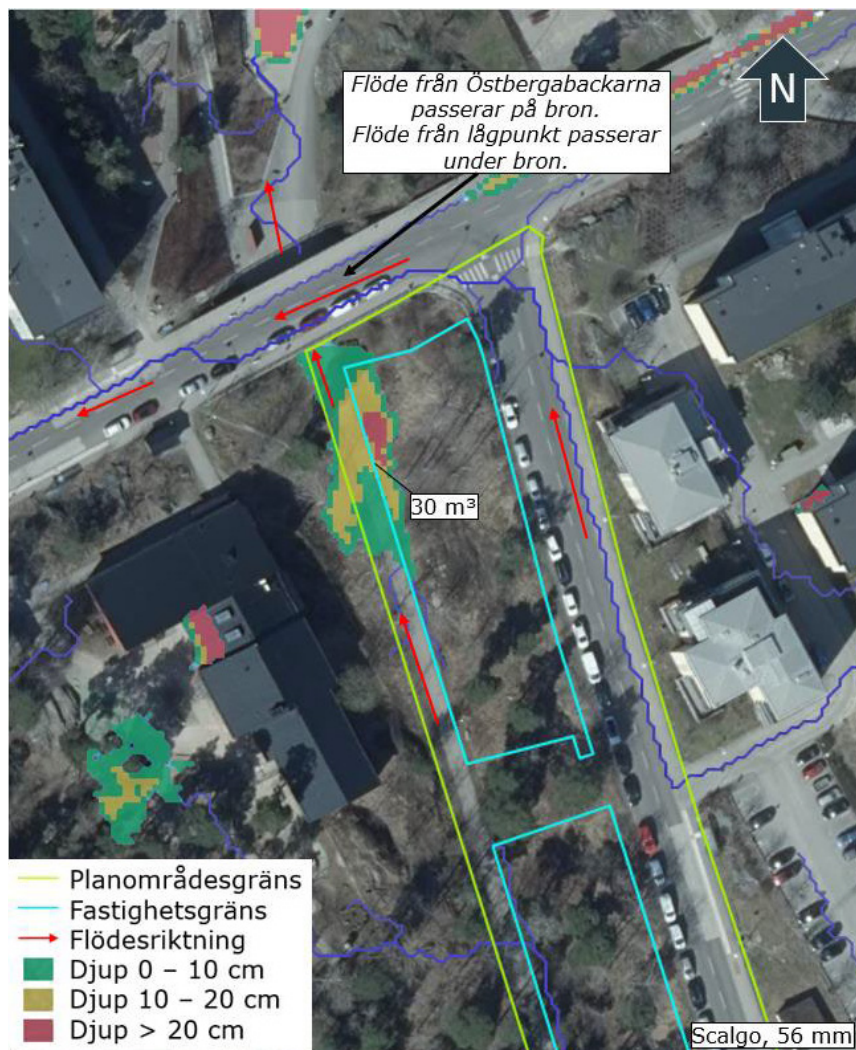 N
Flöde från Östbergabackarna
passerar på bron.
Flöde från lågpunkt passerar
under bron.
30 m³
Planområdesgräns
Fastighetsgräns
Flödesriktning
Djup 0 – 10 cm
Djup 10 – 20 cm
Djup > 20 cm
Scalgo, 56 mm